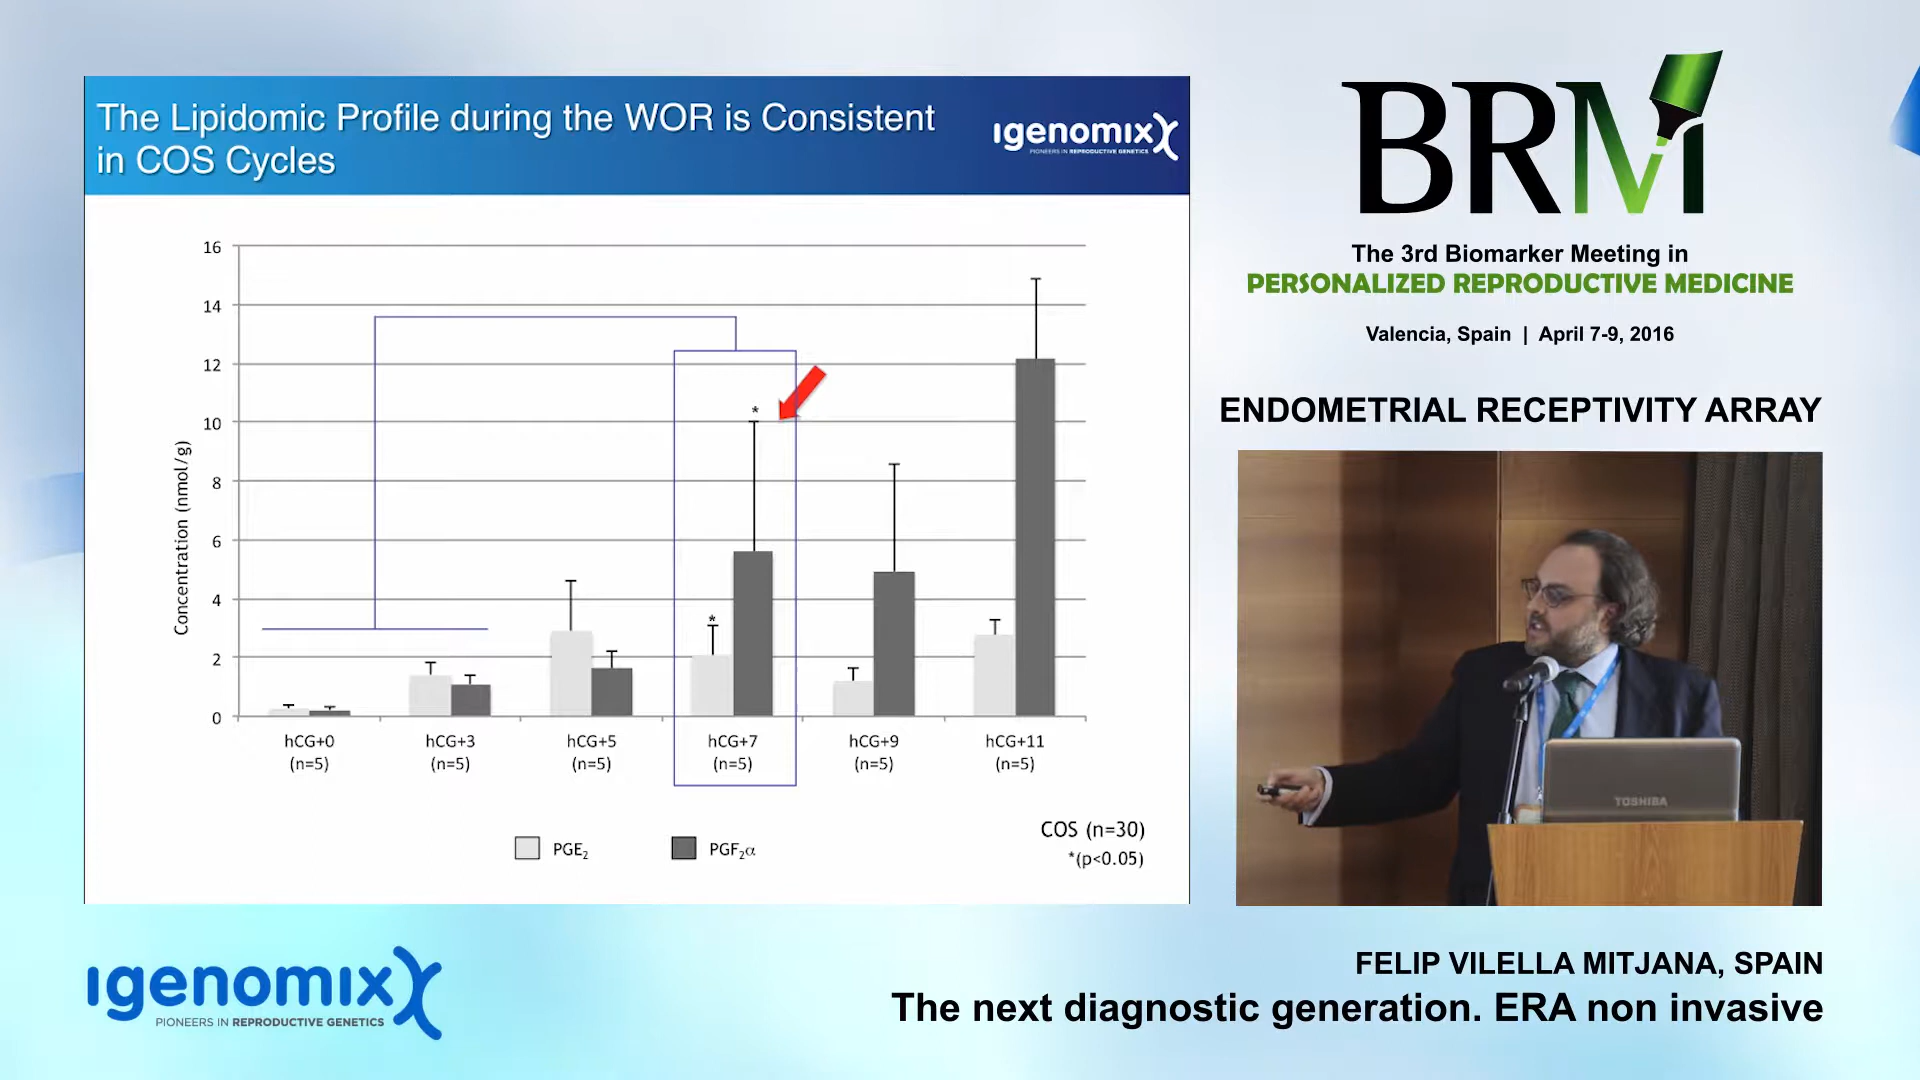 The Lipidomic Profile during the WOR is Consistent
in COS Cycles
Igenomix
PIONEERS IN REPRODUCTIVE GENETICS
16
14
12
10
8
6
4
2
0
Concentration (nmol/g)
*
*
hCG+0
(n=5)
hCG+3
(n=5)
hCG+5
(n=5)
hCG+7
(n=5)
hCG+9
(n=5)
hCG+11
(n=5)
PGE₂
PGF₂α
COS (n=30)
*(p<0.05)
BRM
The 3rd Biomarker Meeting in
PERSONALIZED REPRODUCTIVE MEDICINE
Valencia, Spain | April 7-9, 2016
ENDOMETRIAL RECEPTIVITY ARRAY
TOSHIBA
Igenomix
PIONEERS IN REPRODUCTIVE GENETICS
FELIP VILELLA MITJANA, SPAIN
The next diagnostic generation. ERA non invasive